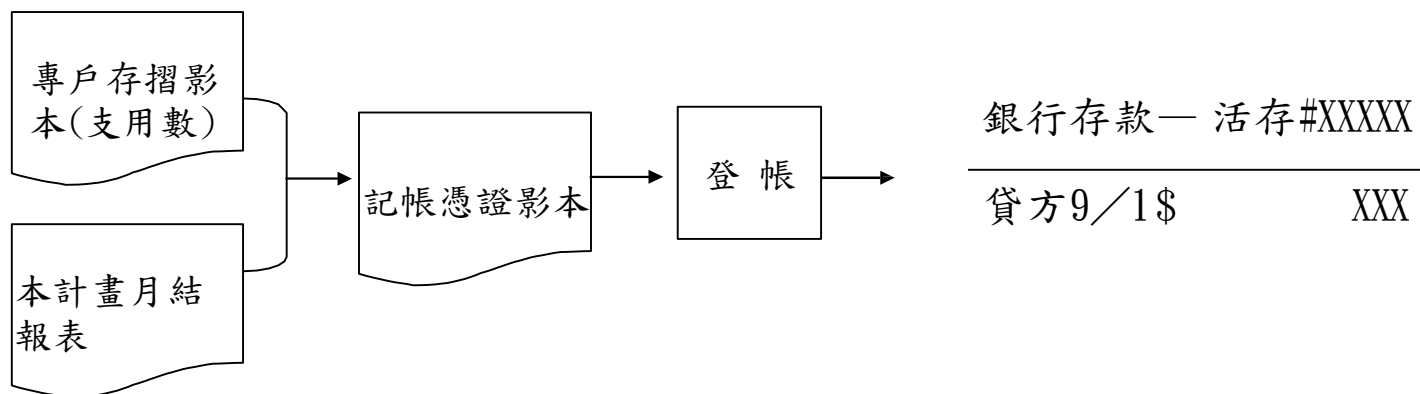 專戶存摺影
本(支用數)
本計畫月結
報表
記帳憑證影本
登 帳
銀行存款─ 活存#XXXXX
貸方9／1$ XXX